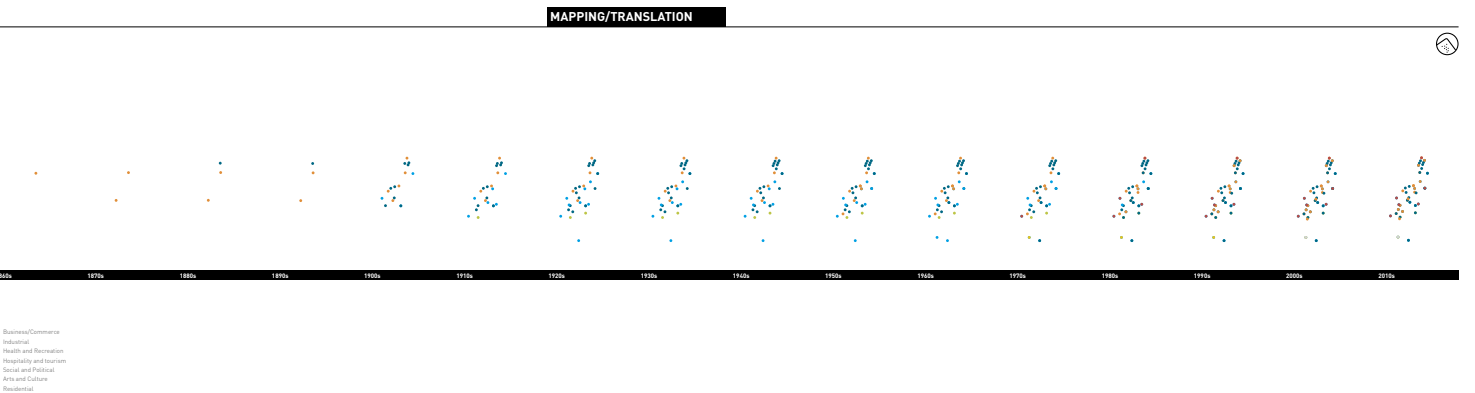 MAPPING/TRANSLATION
860s 1870s 1880s 1890s 1900s 1910s 1920s 1930s 1940s 1950s 1960s 1970s 1980s 1990s 2000s 2010s
Business/Commerce
Industrial
Health and Recreation
Hospitality and tourism
Social and Political
Arts and Culture
Residential